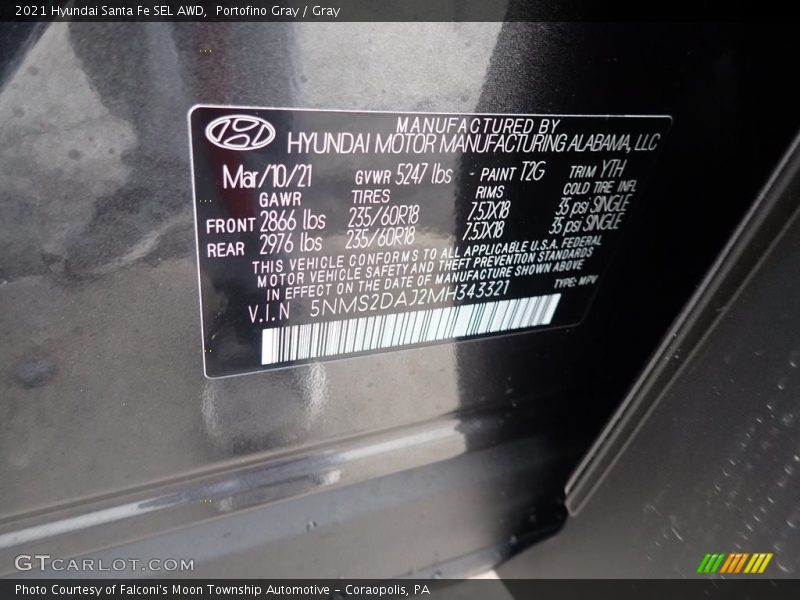 2021 Hyundai Santa Fe SEL AWD, Portofino Gray / Gray
MANUFACTURED BY
HYUNDAI MOTOR MANUFACTURING ALABAMA, LLC
Mar/10/21 GVWR 5247 lbs - PAINT T2G TRIM YTH
GAWR TIRES RIMS COLD TIRE INFL
FRONT 2866 lbs 235/60R18 7.5JX18 35 psi SINGLE
REAR 2976 lbs 235/60R18 7.5JX18 35 psi SINGLE
THIS VEHICLE CONFORMS TO ALL APPLICABLE U.S.A. FEDERAL
MOTOR VEHICLE SAFETY AND THEFT PREVENTION STANDARDS
IN EFFECT ON THE DATE OF MANUFACTURE SHOWN ABOVE
V.I.N 5NMS2DAJ2MH343321 TYPE: MPV
GTCARLOT.COM
Photo Courtesy of Falconi's Moon Township Automotive – Coraopolis, PA